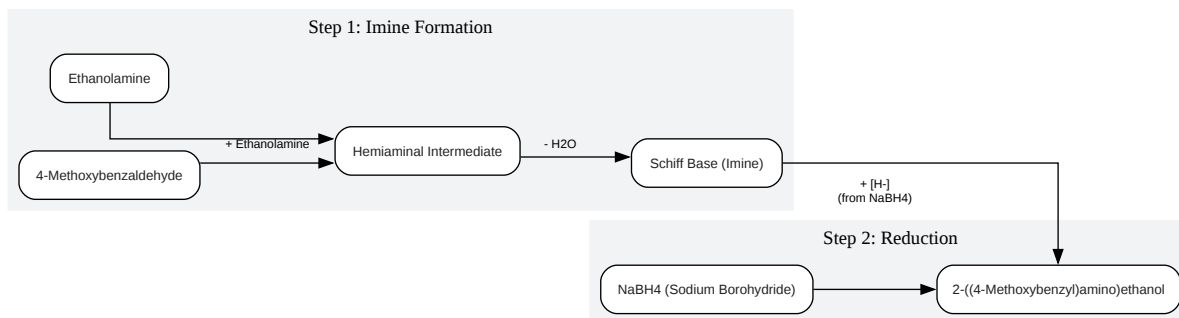 Step 1: Imine Formation
Ethanolamine
+ Ethanolamine
4-Methoxybenzaldehyde
Hemiaminal Intermediate
- H2O
Schiff Base (Imine)
+ [H-]
(from NaBH4)
Step 2: Reduction
NaBH4 (Sodium Borohydride)
2-((4-Methoxybenzyl)amino)ethanol